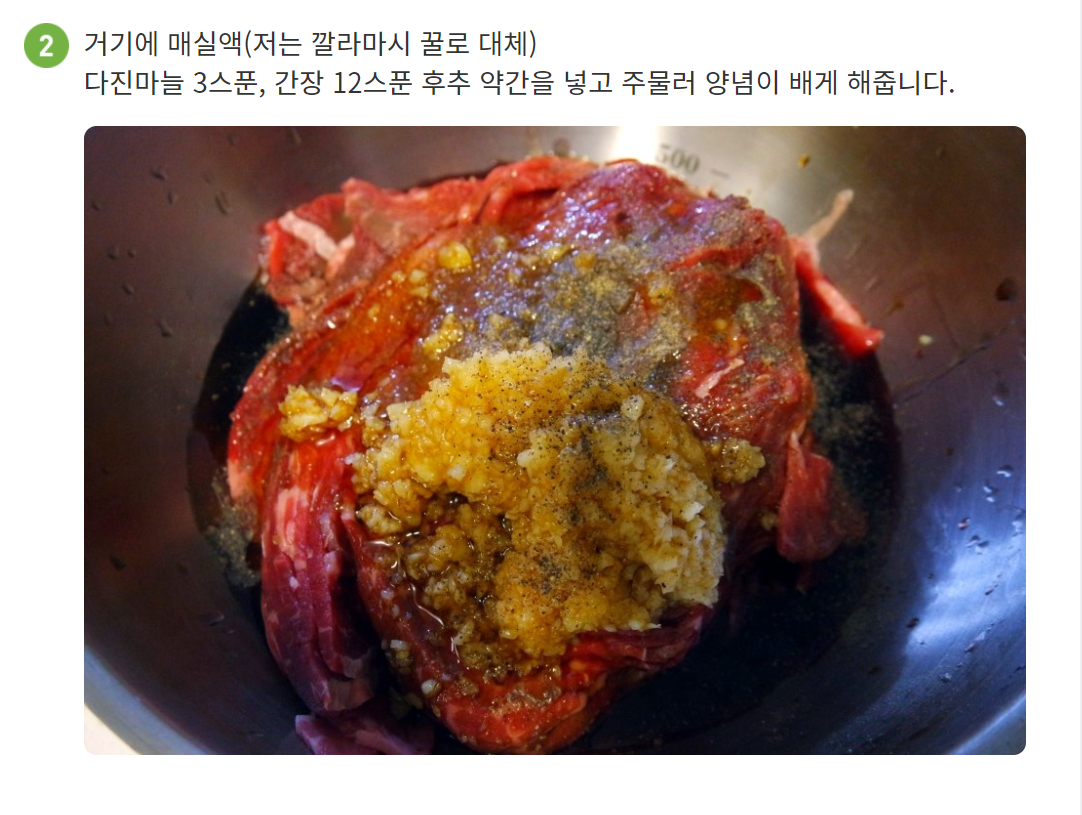 2
거기에 매실액(저는 깔라마시 꿀로 대체)
다진마늘 3스푼, 간장 12스푼 후추 약간을 넣고 주물러 양념이 배게 해줍니다.
500